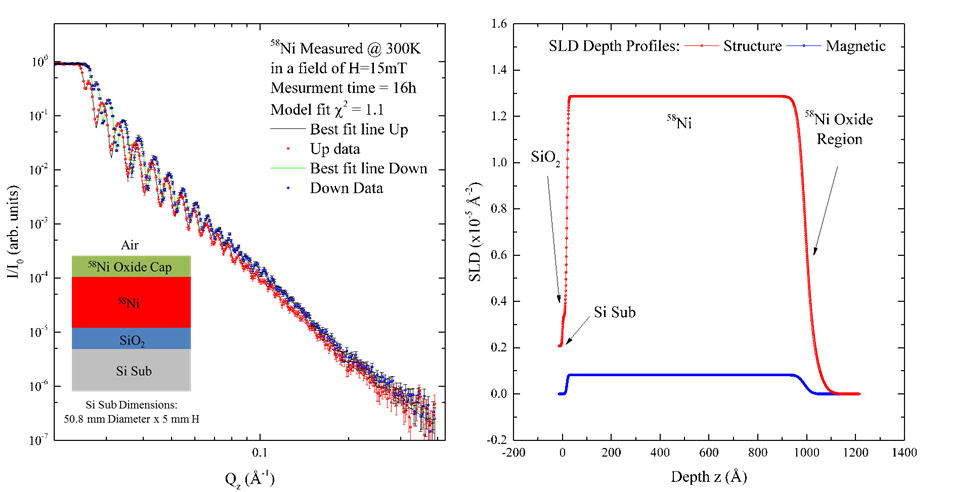 ⁵⁸Ni Measured @ 300K
in a field of H=15mT
Mesurment time = 16h
Model fit χ² = 1.1
Best fit line Up
Up data
Best fit line Down
Down Data
I/I₀ (arb. units)
10⁰
10⁻¹
10⁻²
10⁻³
10⁻⁴
10⁻⁵
10⁻⁶
10⁻⁷
Air
⁵⁸Ni Oxide Cap
⁵⁸Ni
SiO₂
Si Sub
Si Sub Dimensions:
50.8 mm Diameter x 5 mm H
0.1
Q_z (Å⁻¹)
SLD Depth Profiles: Structure Magnetic
SLD (x10⁻⁵ Å⁻²)
1.6
1.4
1.2
1.0
0.8
0.6
0.4
0.2
0.0
-0.2
⁵⁸Ni
⁵⁸Ni Oxide
Region
SiO₂
Si Sub
-200 0 200 400 600 800 1000 1200 1400
Depth z (Å)